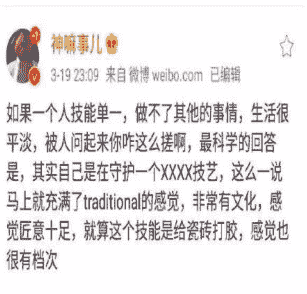 神嘛事儿
3-19 23:09 来自 微博 weibo.com 已编辑
如果一个人技能单一，做不了其他的事情，生活很
平淡，被人问起来你咋这么搓啊，最科学的回答
是，其实自己是在守护一个XXXX技艺，这么一说
马上就充满了traditional的感觉，非常有文化，感
觉匠意十足，就算这个技能是给瓷砖打胶，感觉也
很有档次